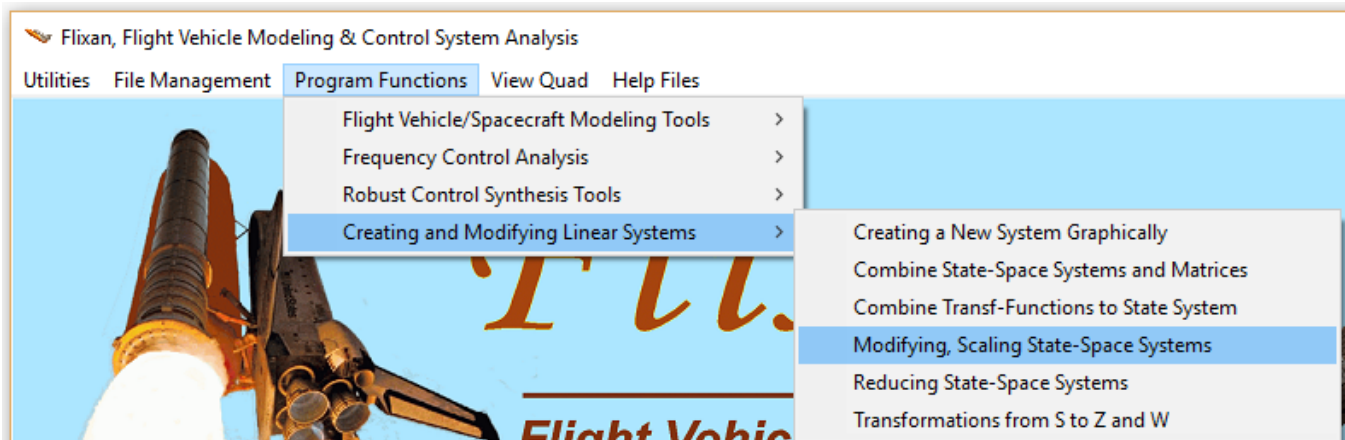 Flixan, Flight Vehicle Modeling & Control System Analysis
Utilities File Management Program Functions View Quad Help Files
Flight Vehicle/Spacecraft Modeling Tools >
Frequency Control Analysis >
Robust Control Synthesis Tools >
Creating and Modifying Linear Systems >
Creating a New System Graphically
Combine State-Space Systems and Matrices
Combine Transf-Functions to State System
Modifying, Scaling State-Space Systems
Reducing State-Space Systems
Transformations from S to Z and W
Flight Vehic